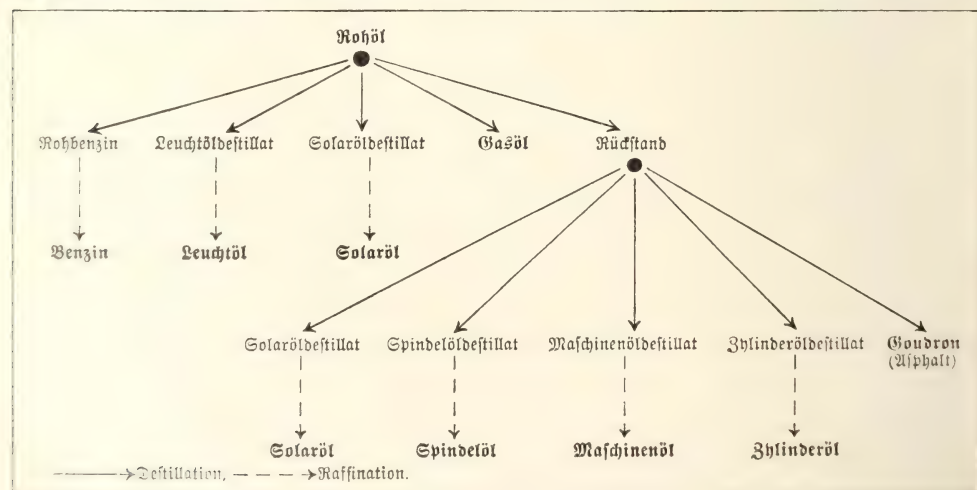 Rohöl
Rohbenzin Leuchtöldestillat Solaröldestillat Gasöl Rückstand
Benzin Leuchtöl Solaröl
Solaröldestillat Spindelöldestillat Maschinenöldestillat Zylinderöldestillat Goudron
(Asphalt)
Solaröl Spindelöl Maschinenöl Zylinderöl
Destillation, Raffination.